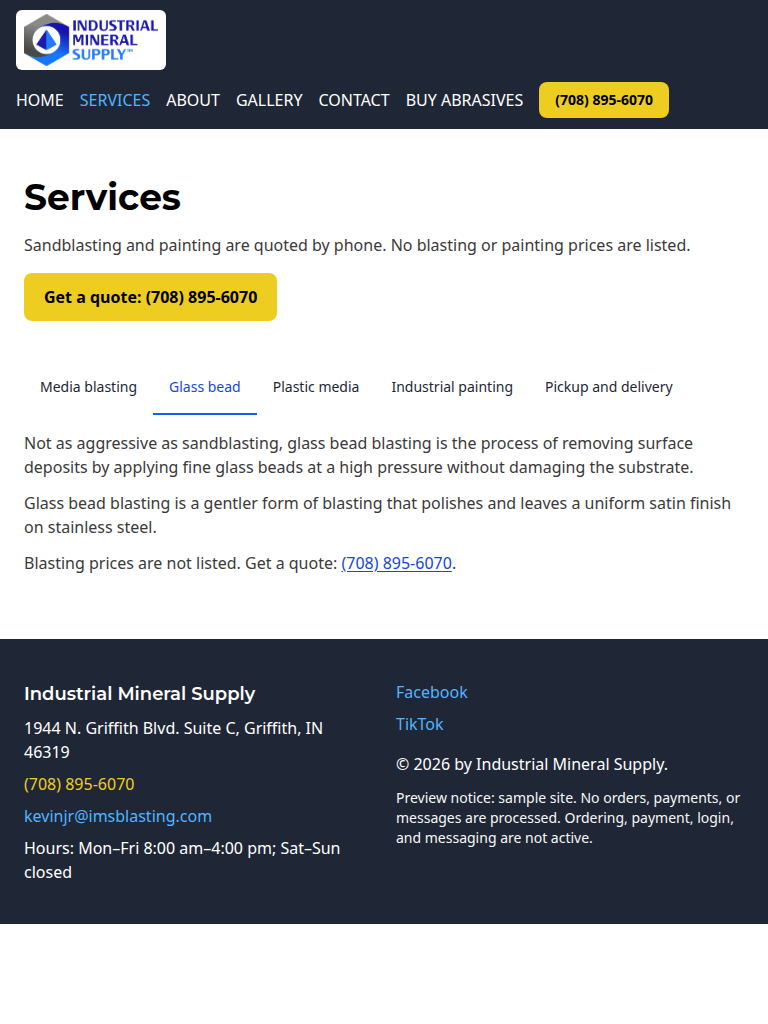 INDUSTRIAL
MINERAL
SUPPLY™
HOME SERVICES ABOUT GALLERY CONTACT BUY ABRASIVES (708) 895-6070
Services
Sandblasting and painting are quoted by phone. No blasting or painting prices are listed.
Get a quote: (708) 895-6070
Media blasting Glass bead Plastic media Industrial painting Pickup and delivery
Not as aggressive as sandblasting, glass bead blasting is the process of removing surface
deposits by applying fine glass beads at a high pressure without damaging the substrate.
Glass bead blasting is a gentler form of blasting that polishes and leaves a uniform satin finish
on stainless steel.
Blasting prices are not listed. Get a quote: (708) 895-6070.
Industrial Mineral Supply
1944 N. Griffith Blvd. Suite C, Griffith, IN
46319
(708) 895-6070
kevinjr@imsblasting.com
Hours: Mon–Fri 8:00 am–4:00 pm; Sat–Sun
closed
Facebook
TikTok
© 2026 by Industrial Mineral Supply.
Preview notice: sample site. No orders, payments, or
messages are processed. Ordering, payment, login,
and messaging are not active.